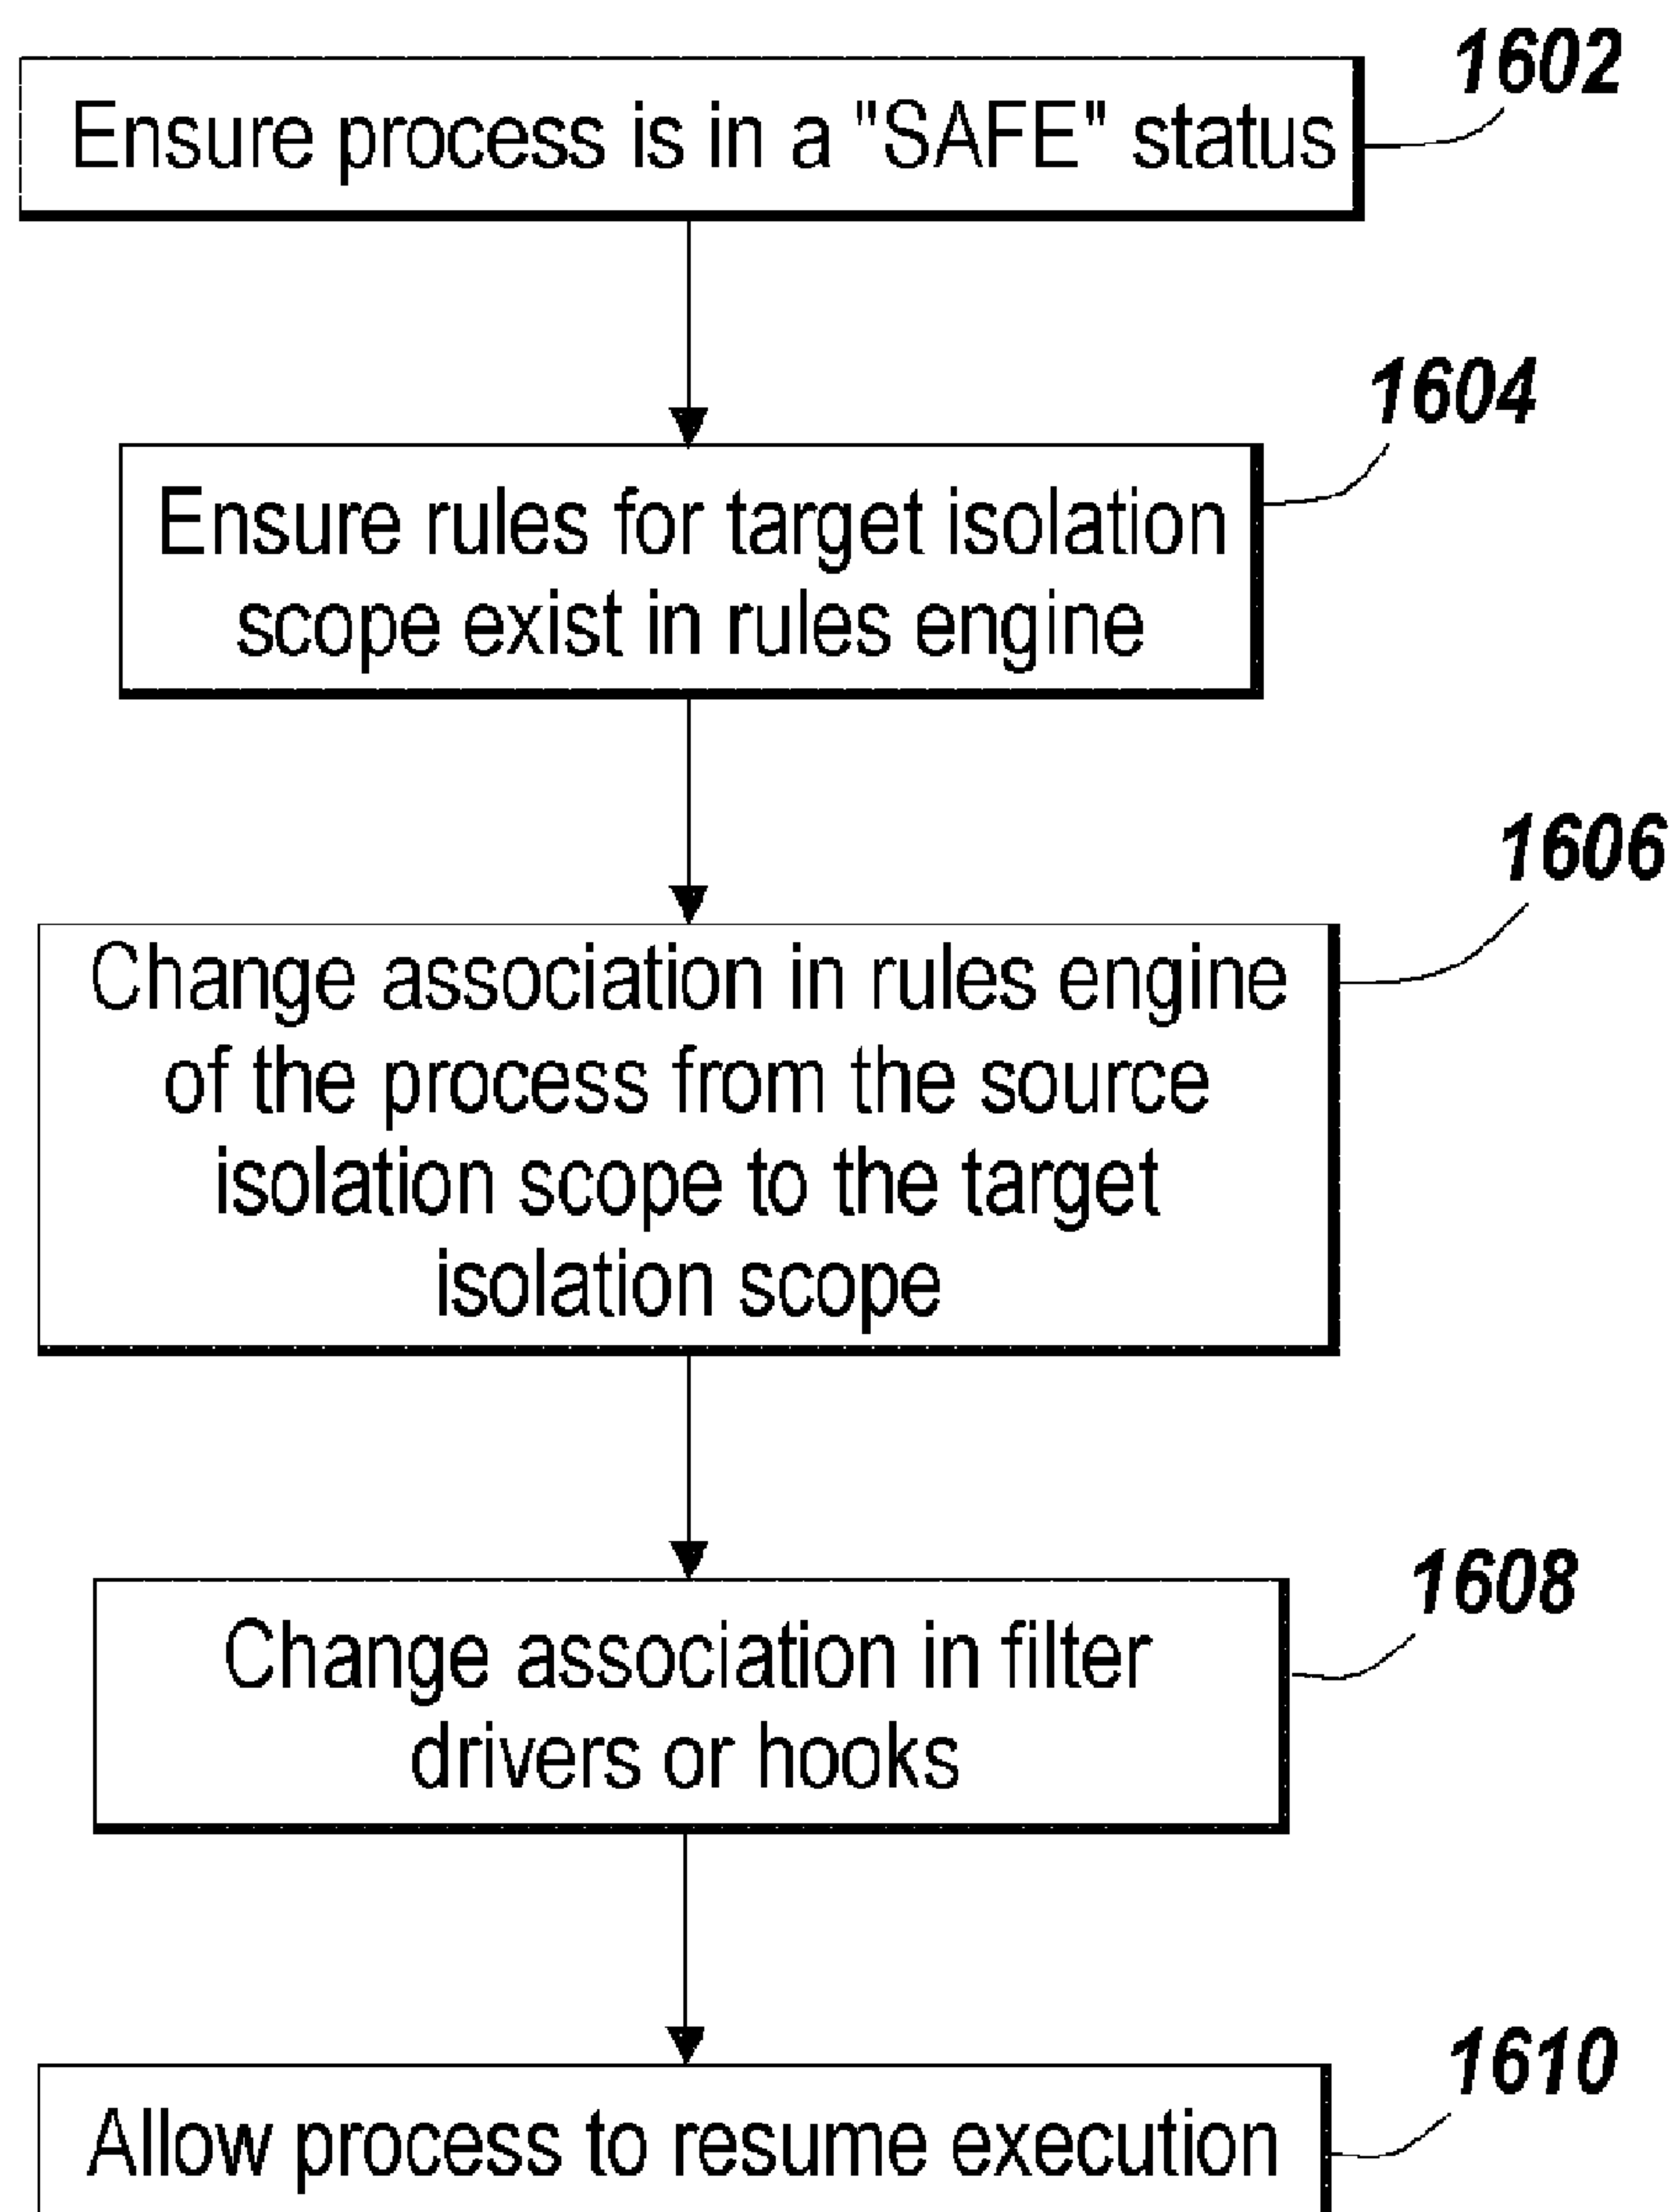 1602
Ensure process is in a "SAFE" status
1604
Ensure rules for target isolation
scope exist in rules engine
1606
Change association in rules engine
of the process from the source
isolation scope to the target
isolation scope
1608
Change association in filter
drivers or hooks
1610
Allow process to resume execution